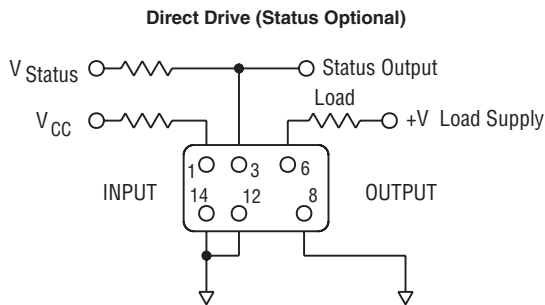 Direct Drive (Status Optional)
V Status
Status Output
Load
V CC
+V Load Supply
1 3 6
INPUT
14 12 8
OUTPUT